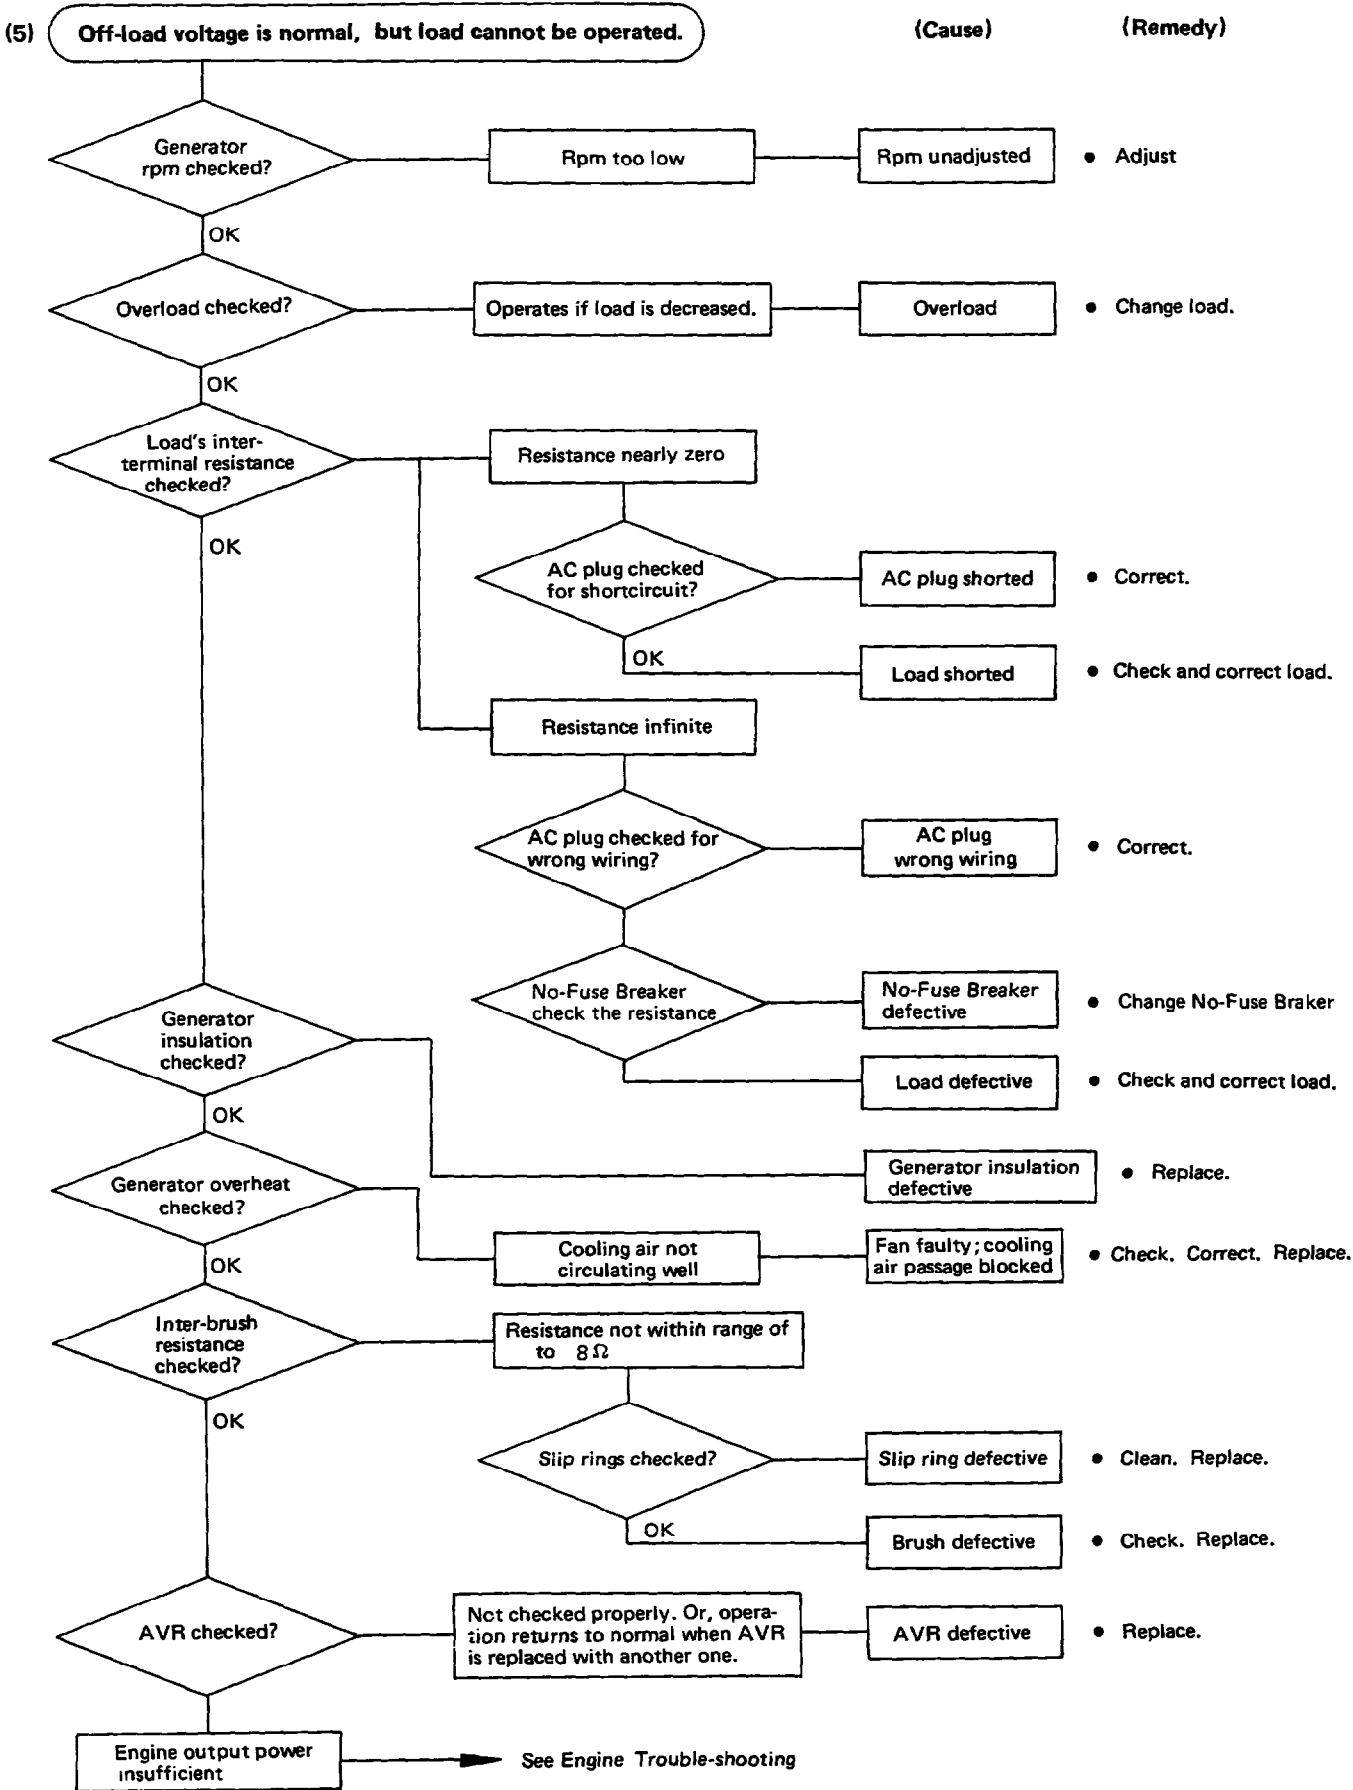 (5) Off-load voltage is normal, but load cannot be operated.
(Cause)
(Remedy)
Generator
rpm checked?
Rpm too low
Rpm unadjusted
• Adjust
OK
Overload checked?
Operates if load is decreased.
Overload
• Change load.
OK
Load's inter-
terminal resistance
checked?
Resistance nearly zero
OK
AC plug checked
for shortcircuit?
AC plug shorted
• Correct.
OK
Load shorted
• Check and correct load.
Resistance infinite
AC plug checked for
wrong wiring?
AC plug
wrong wiring
• Correct.
No-Fuse Breaker
check the resistance
No-Fuse Breaker
defective
• Change No-Fuse Braker
Generator
insulation
checked?
Load defective
• Check and correct load.
OK
Generator insulation
defective
• Replace.
Generator overheat
checked?
Cooling air not
circulating well
Fan faulty; cooling
air passage blocked
• Check. Correct. Replace.
OK
Inter-brush
resistance
checked?
Resistance not within range of
to 8Ω
OK
Slip rings checked?
Slip ring defective
• Clean. Replace.
OK
Brush defective
• Check. Replace.
AVR checked?
Not checked properly. Or, opera-
tion returns to normal when AVR
is replaced with another one.
AVR defective
• Replace.
Engine output power
insufficient
See Engine Trouble-shooting